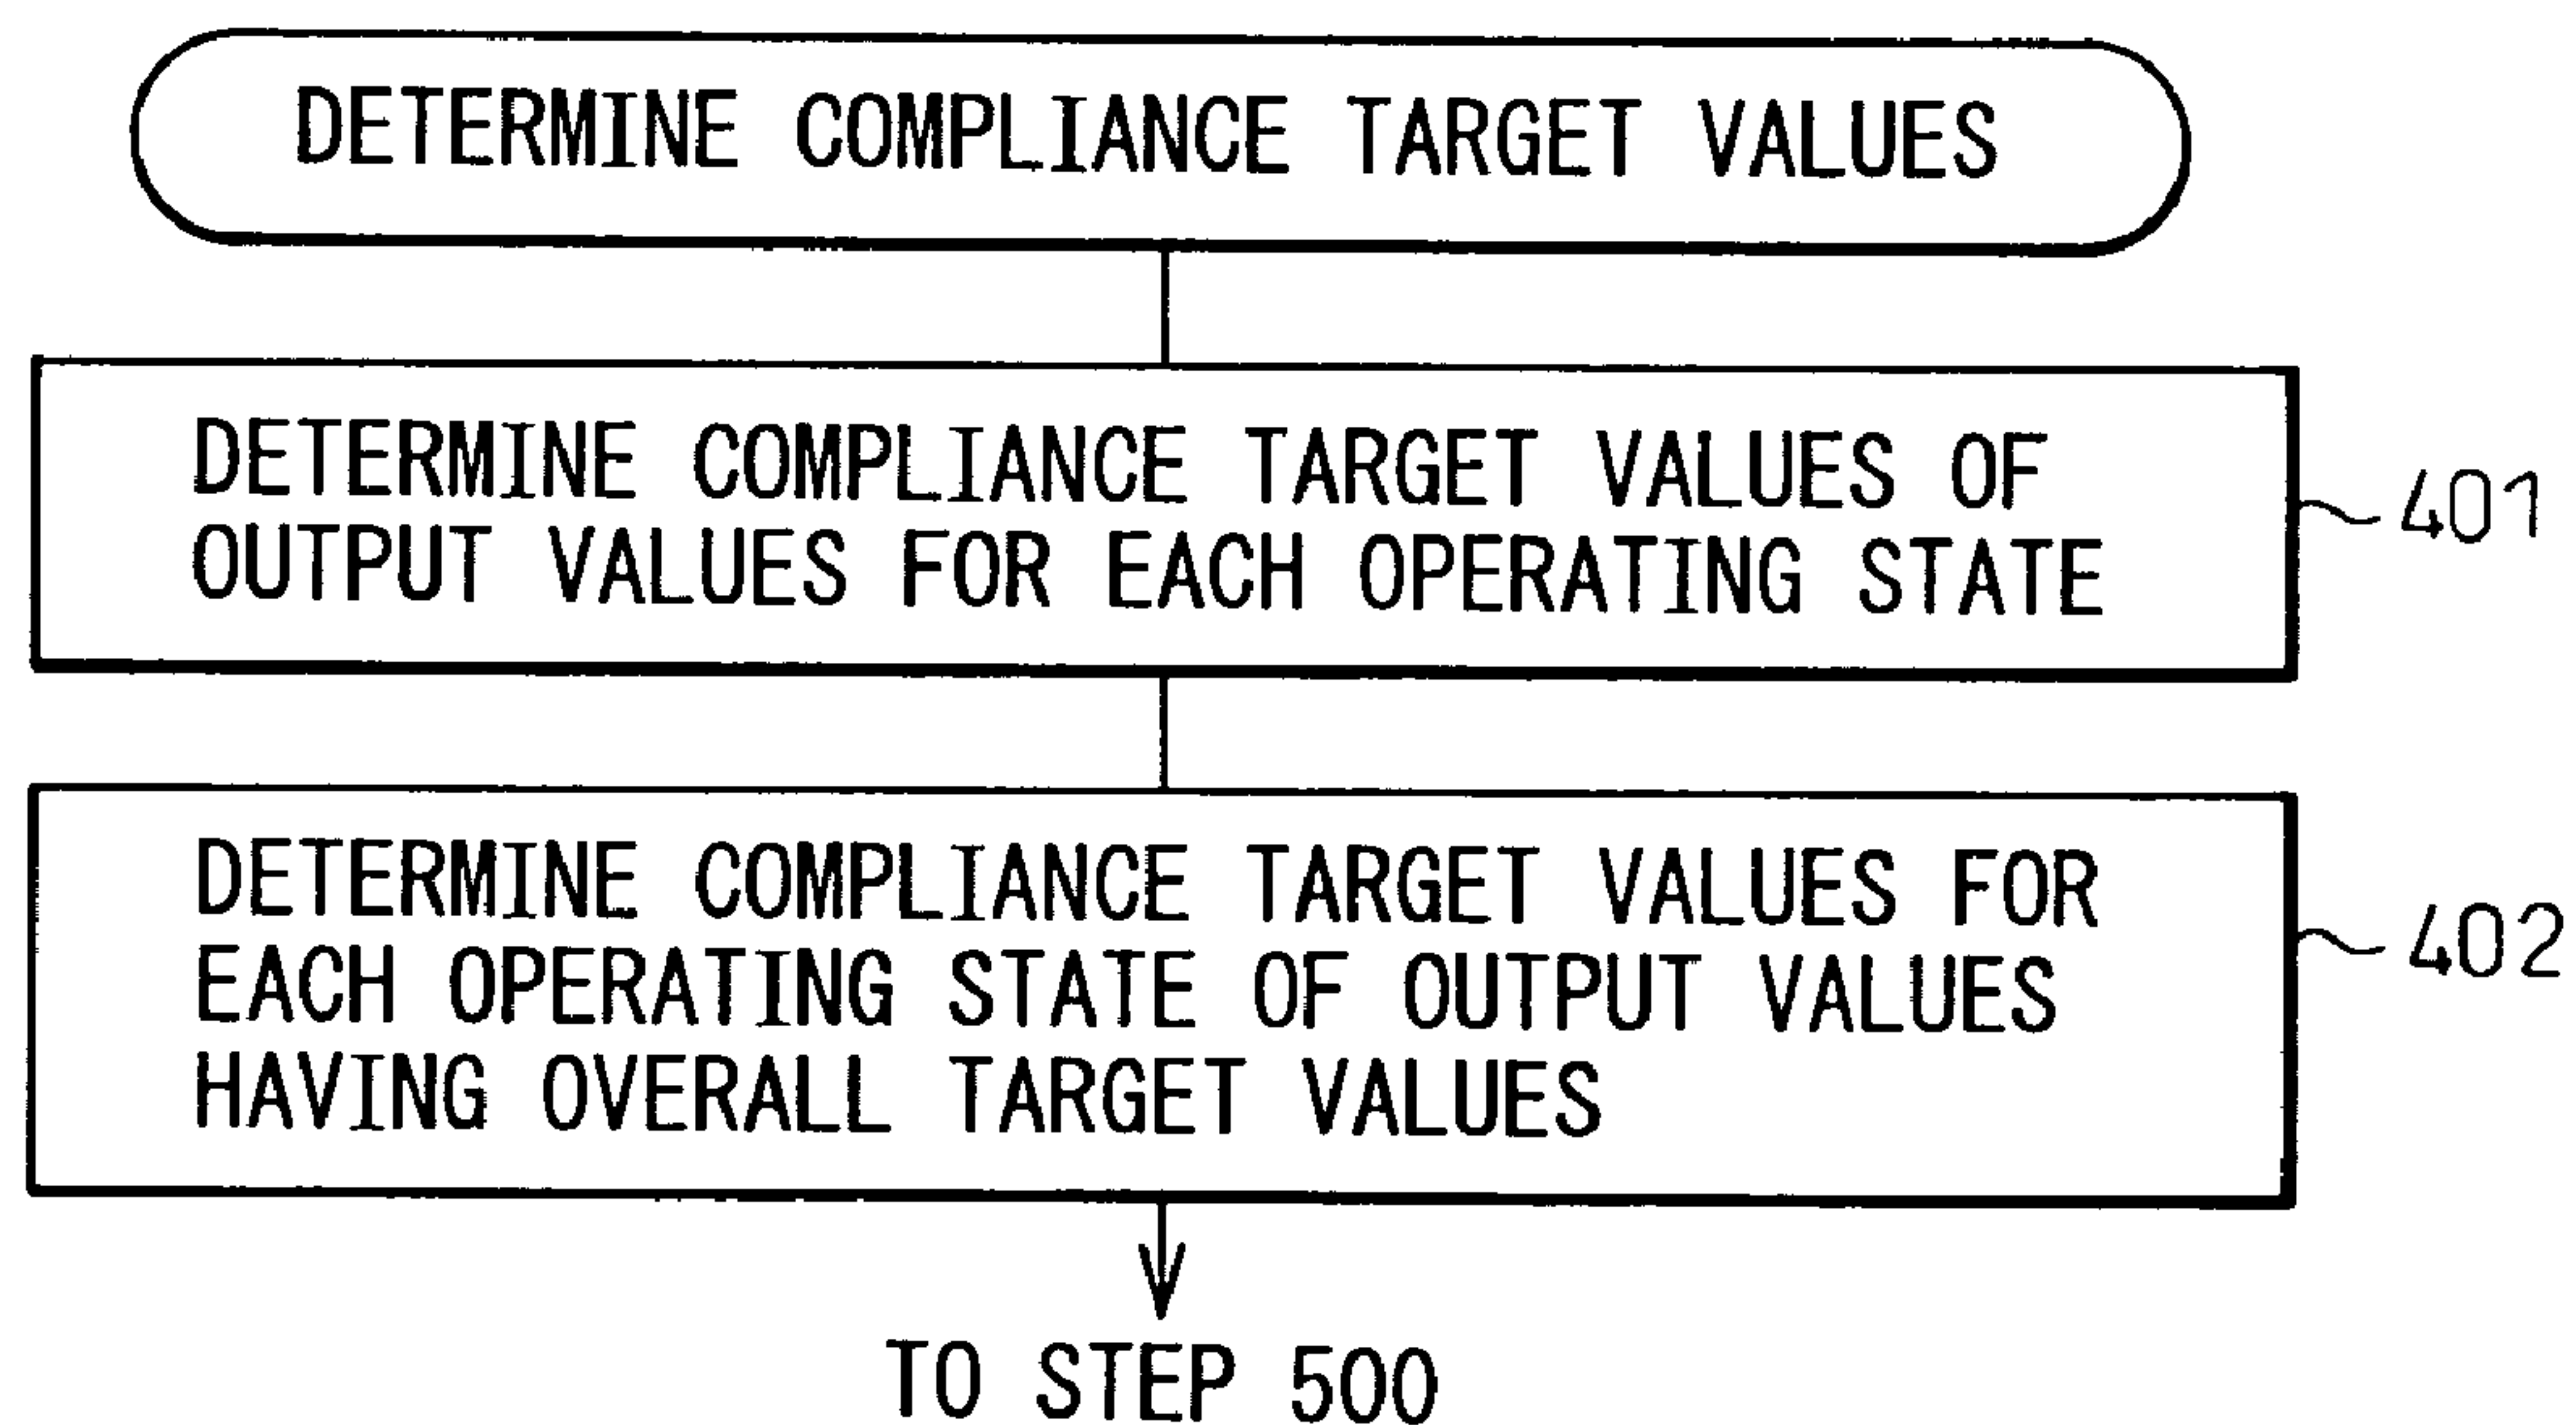 DETERMINE COMPLIANCE TARGET VALUES
DETERMINE COMPLIANCE TARGET VALUES OF
OUTPUT VALUES FOR EACH OPERATING STATE
401
DETERMINE COMPLIANCE TARGET VALUES FOR
EACH OPERATING STATE OF OUTPUT VALUES
HAVING OVERALL TARGET VALUES
402
TO STEP 500